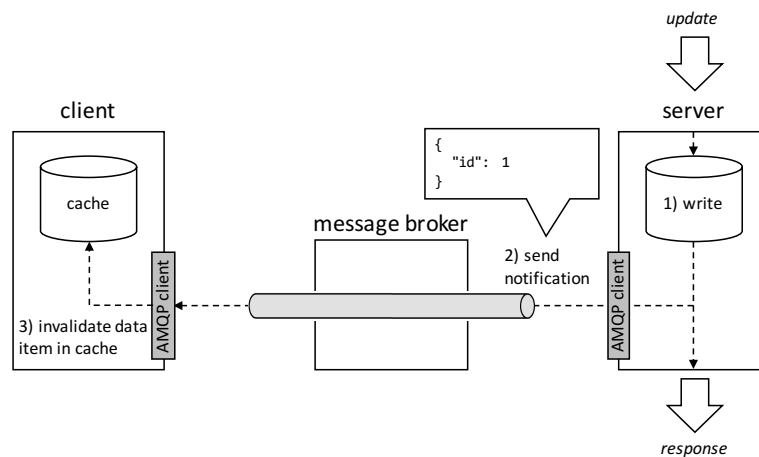 update
client
server
{
"id": 1
}
cache
1) write
message broker
2) send
notification
AMQP client
AMQP client
3) invalidate data
item in cache
response